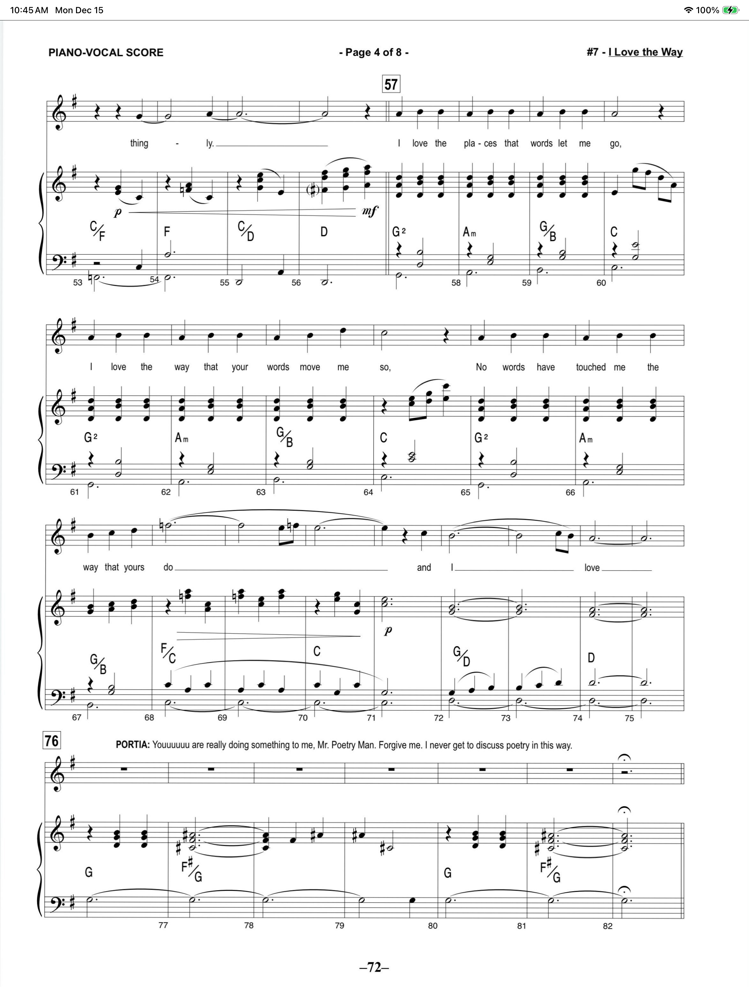 10:45 AM Mon Dec 15 100%
PIANO-VOCAL SCORE - Page 4 of 8 - #7 - I Love the Way
57
thing - ly. I love the pla - ces that words let me go,
p mf
C/F F C/D D G2 Am G/B C
53 54 55 56 58 59 60
I love the way that your words move me so, No words have touched me the
G2 Am G/B C G2 Am
61 62 63 64 65 66
way that yours do and I love
p
G/B F/C C G/D D
67 68 69 70 71 72 73 74 75
76
PORTIA: Youuuuuu are really doing something to me, Mr. Poetry Man. Forgive me. I never get to discuss poetry in this way.
G F#/G G F#/G
77 78 79 80 81 82
–72–